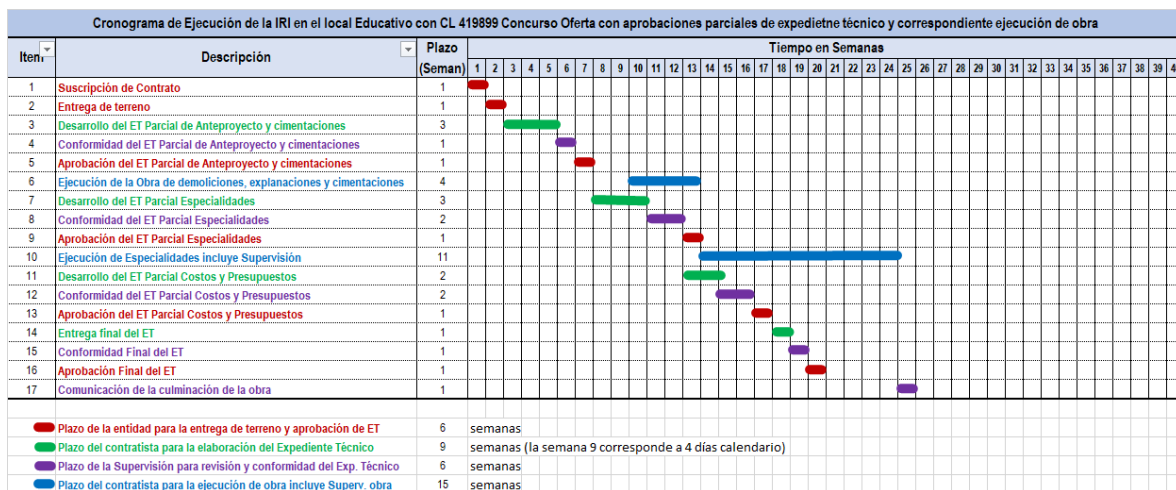 Cronograma de Ejecución de la IRI en el local Educativo con CL 419899 Concurso Oferta con aprobaciones parciales de expedietne técnico y correspondiente ejecución de obra
Item Descripción Plazo (Seman) Tiempo en Semanas
1 2 3 4 5 6 7 8 9 10 11 12 13 14 15 16 17 18 19 20 21 22 23 24 25 26 27 28 29 30 31 32 33 34 35 36 37 38 39 4
1 Suscripción de Contrato 1
2 Entrega de terreno 1
3 Desarrollo del ET Parcial de Anteproyecto y cimentaciones 3
4 Conformidad del ET Parcial de Anteproyecto y cimentaciones 1
5 Aprobación del ET Parcial de Anteproyecto y cimentaciones 1
6 Ejecución de la Obra de demoliciones, explanaciones y cimentaciones 4
7 Desarrollo del ET Parcial Especialidades 3
8 Conformidad del ET Parcial Especialidades 2
9 Aprobación del ET Parcial Especialidades 1
10 Ejecución de Especialidades incluye Supervisión 11
11 Desarrollo del ET Parcial Costos y Presupuestos 2
12 Conformidad del ET Parcial Costos y Presupuestos 2
13 Aprobación del ET Parcial Costos y Presupuestos 1
14 Entrega final del ET 1
15 Conformidad Final del ET 1
16 Aprobación Final del ET 1
17 Comunicación de la culminación de la obra 1
Plazo de la entidad para la entrega de terreno y aprobación de ET 6 semanas
Plazo del contratista para la elaboración del Expediente Técnico 9 semanas (la semana 9 corresponde a 4 días calendario)
Plazo de la Supervisión para revisión y conformidad del Exp. Técnico 6 semanas
Plazo del contratista para la ejecución de obra incluye Superv. obra 15 semanas